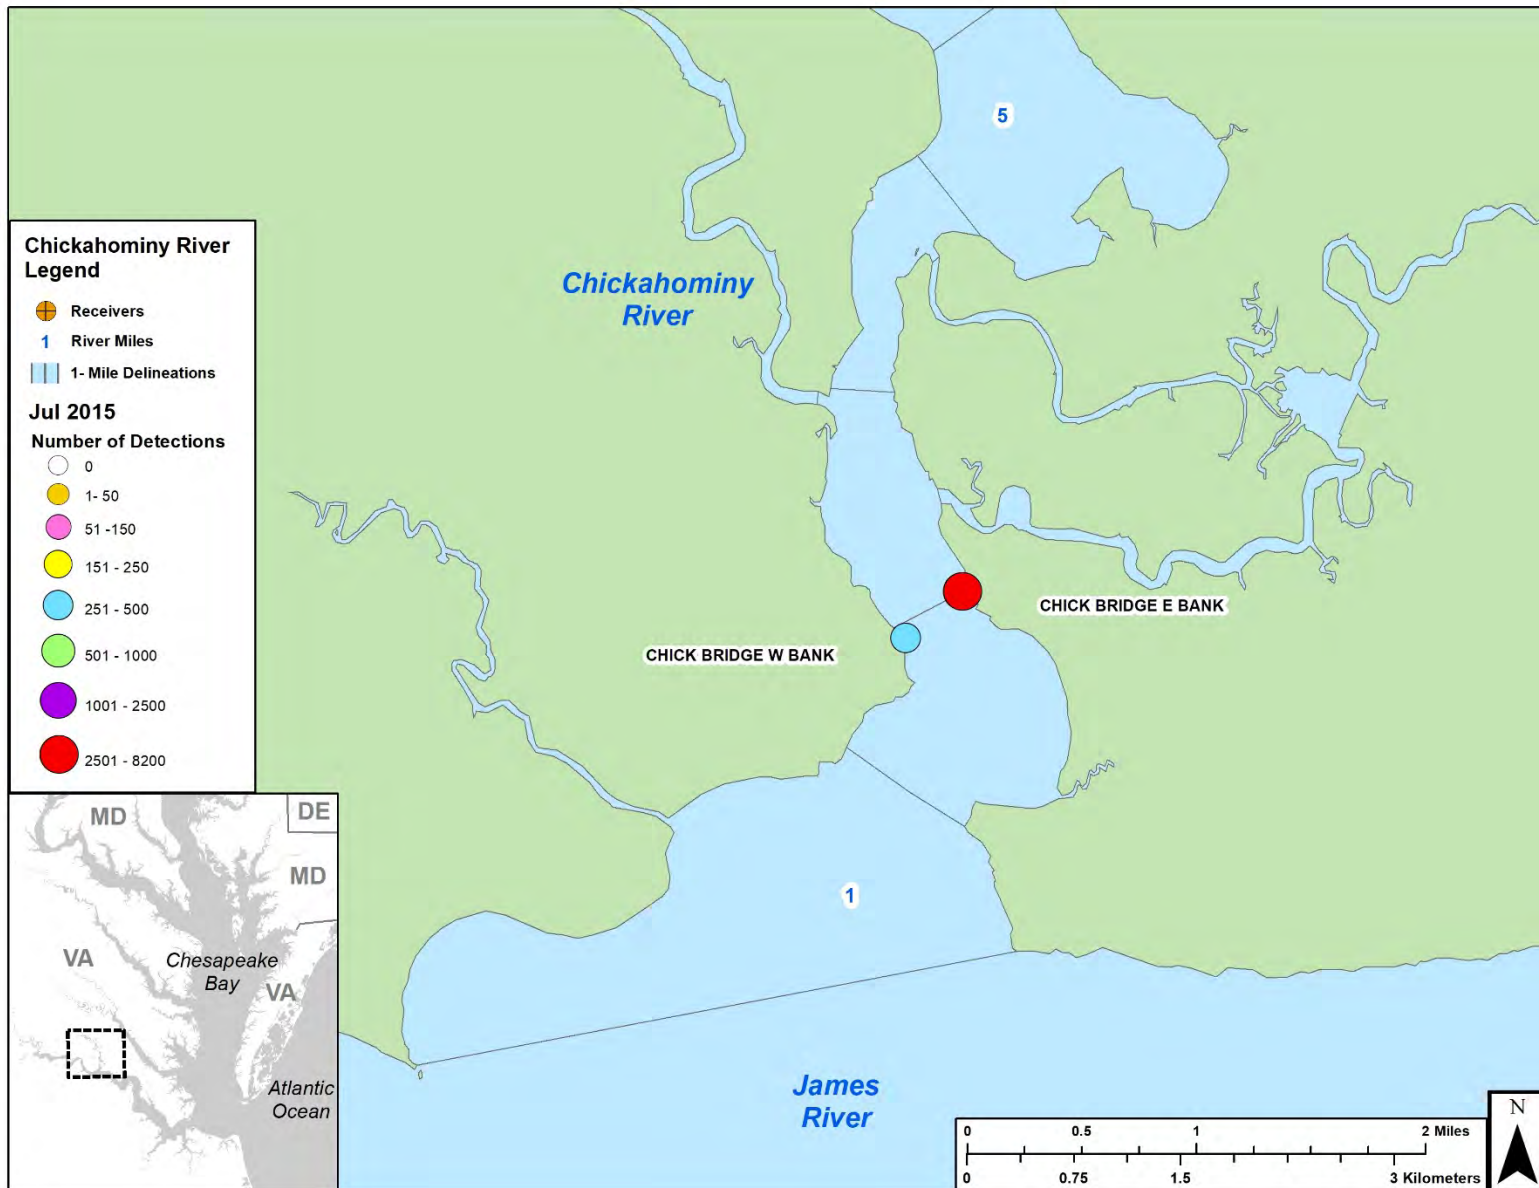 5
Chickahominy
River
Chickahominy River
Legend
Receivers
1 River Miles
1- Mile Delineations
Jul 2015
Number of Detections
0
1- 50
51 -150
151 - 250
251 - 500
501 - 1000
1001 - 2500
2501 - 8200
CHICK BRIDGE E BANK
CHICK BRIDGE W BANK
1
MD
DE
MD
VA
Chesapeake
Bay
VA
Atlantic
Ocean
James
River
0 0.5 1 2 Miles
0 0.75 1.5 3 Kilometers
N